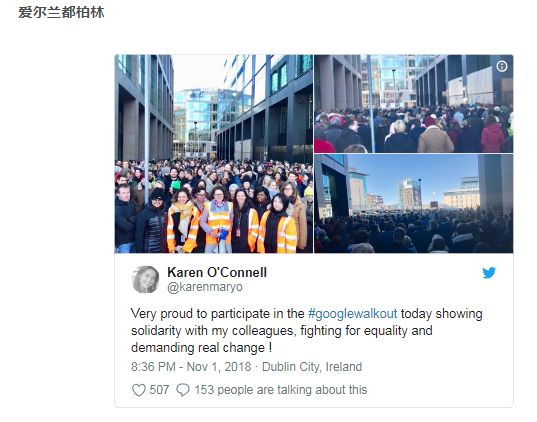 爱尔兰都柏林
Karen O'Connell
@karenmaryo
Very proud to participate in the #googlewalkout today showing
solidarity with my colleagues, fighting for equality and
demanding real change !
8:36 PM - Nov 1, 2018 · Dublin City, Ireland
507 153 people are talking about this